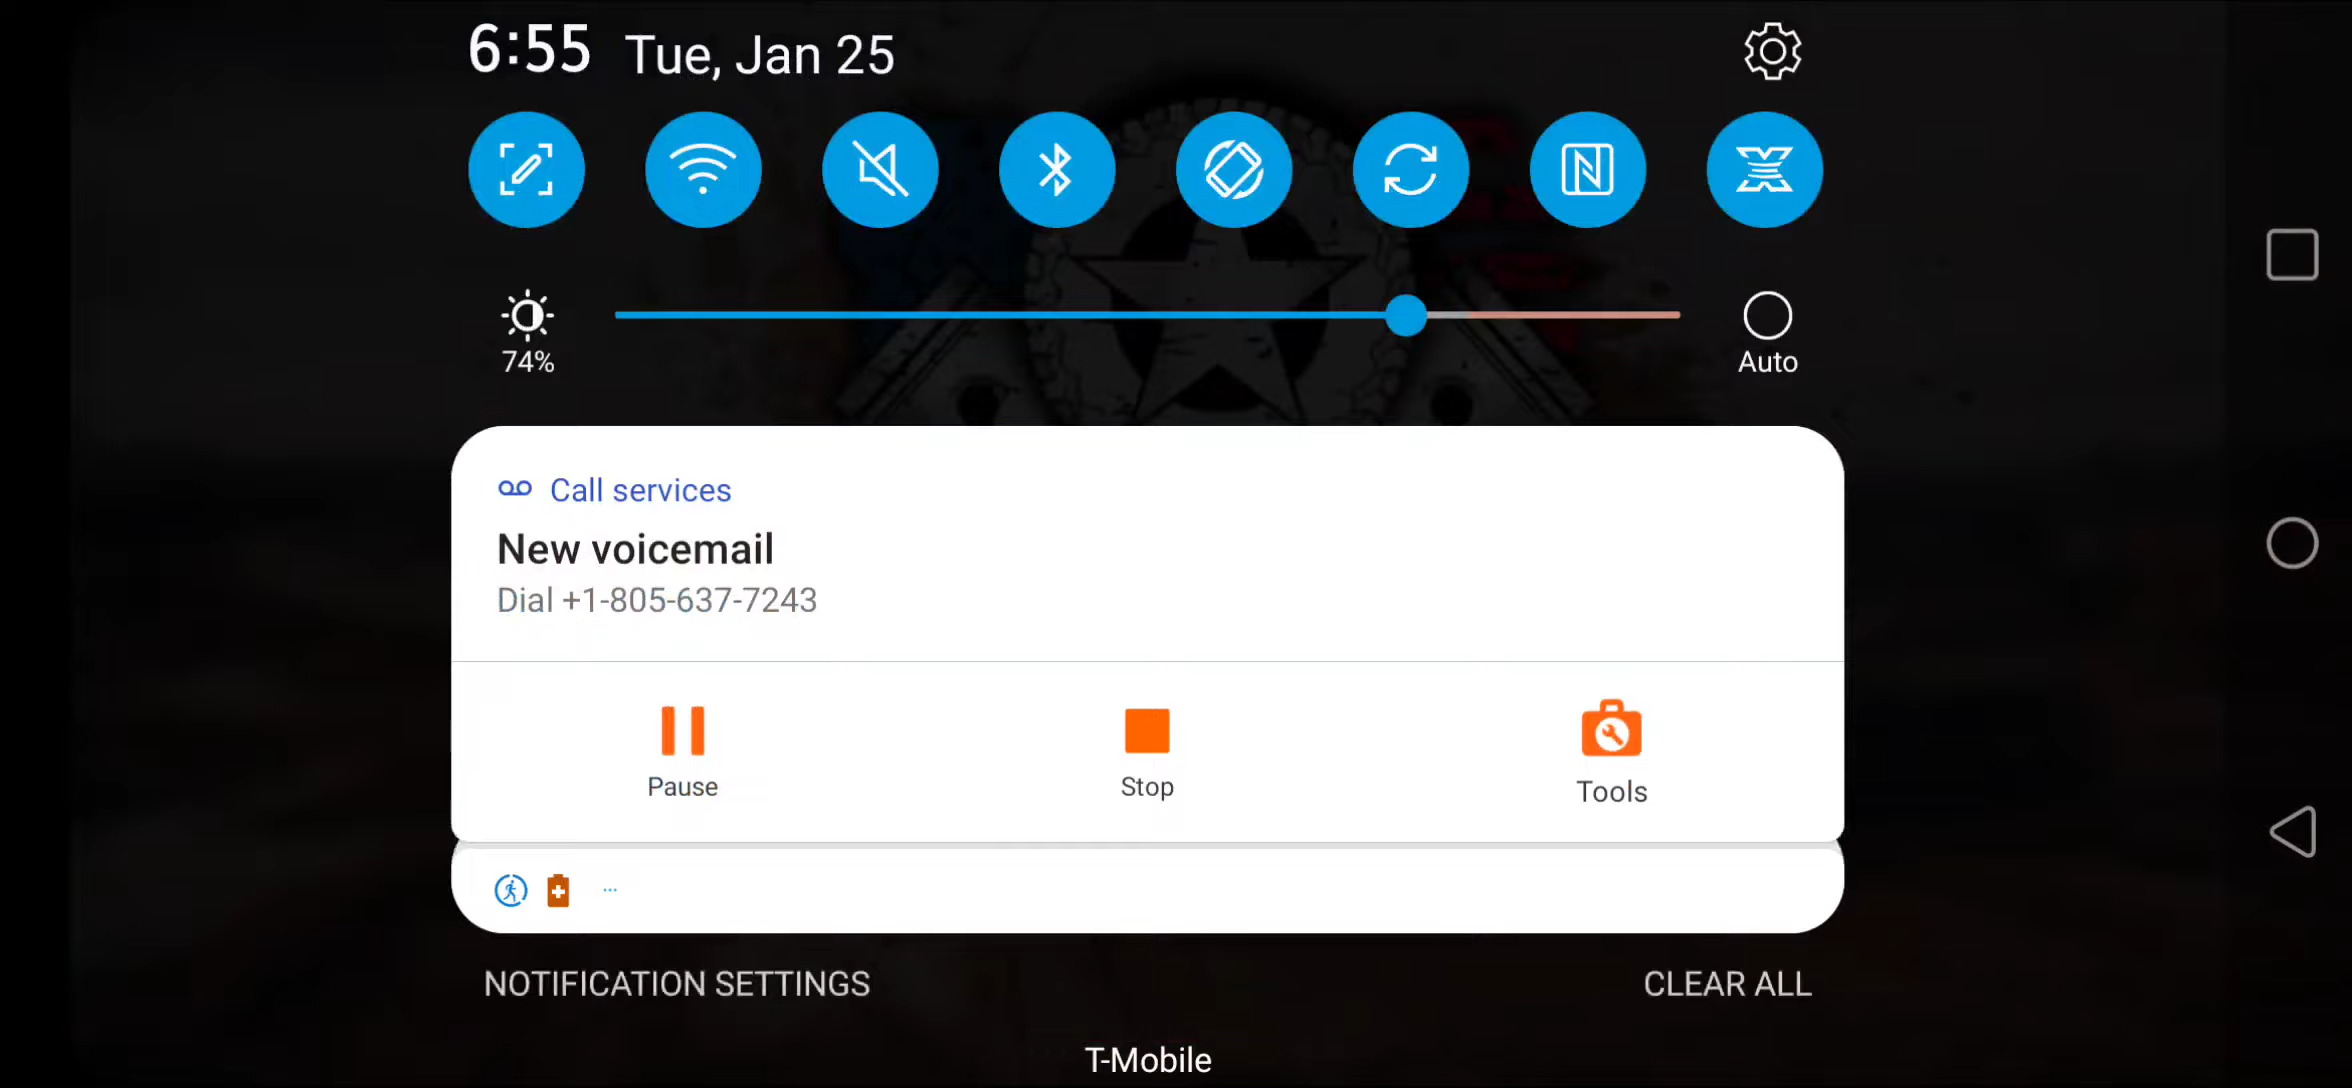 6:55 Tue, Jan 25
74%
Auto
Call services
New voicemail
Dial +1-805-637-7243
Pause Stop Tools
...
NOTIFICATION SETTINGS CLEAR ALL
T-Mobile